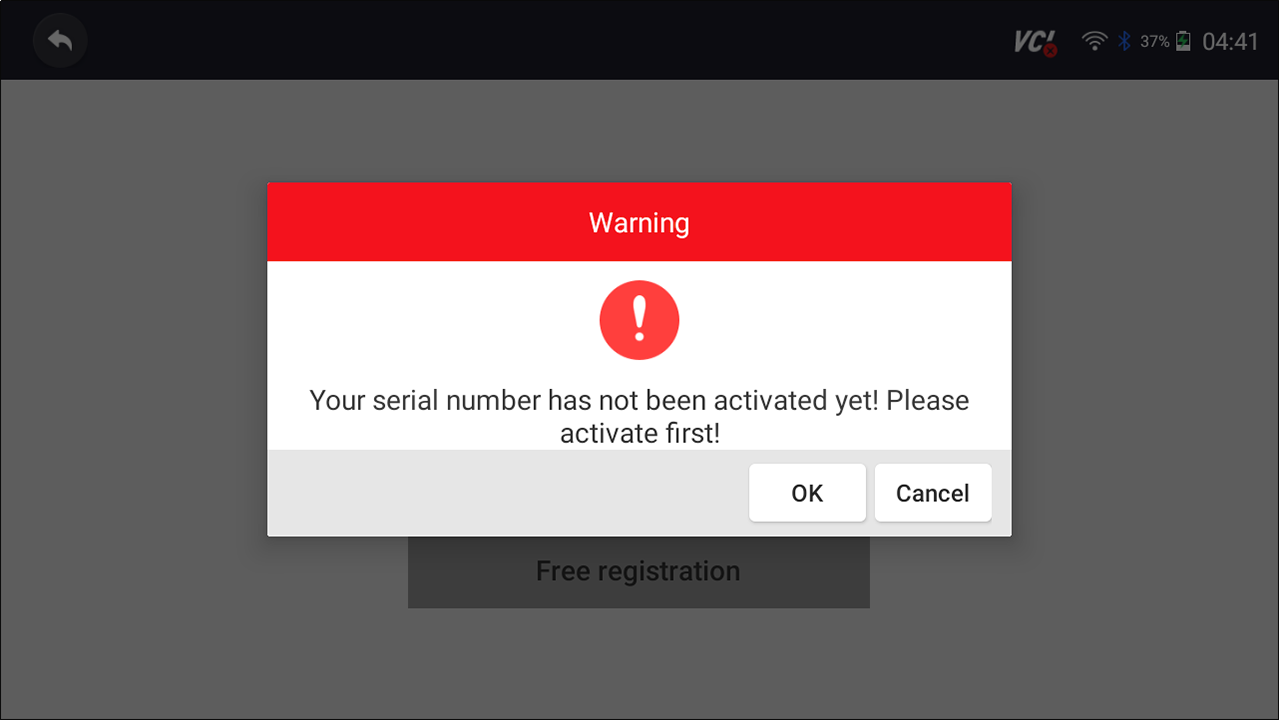 VCI 37% 04:41
Warning
Your serial number has not been activated yet! Please
activate first!
OK Cancel
Free registration